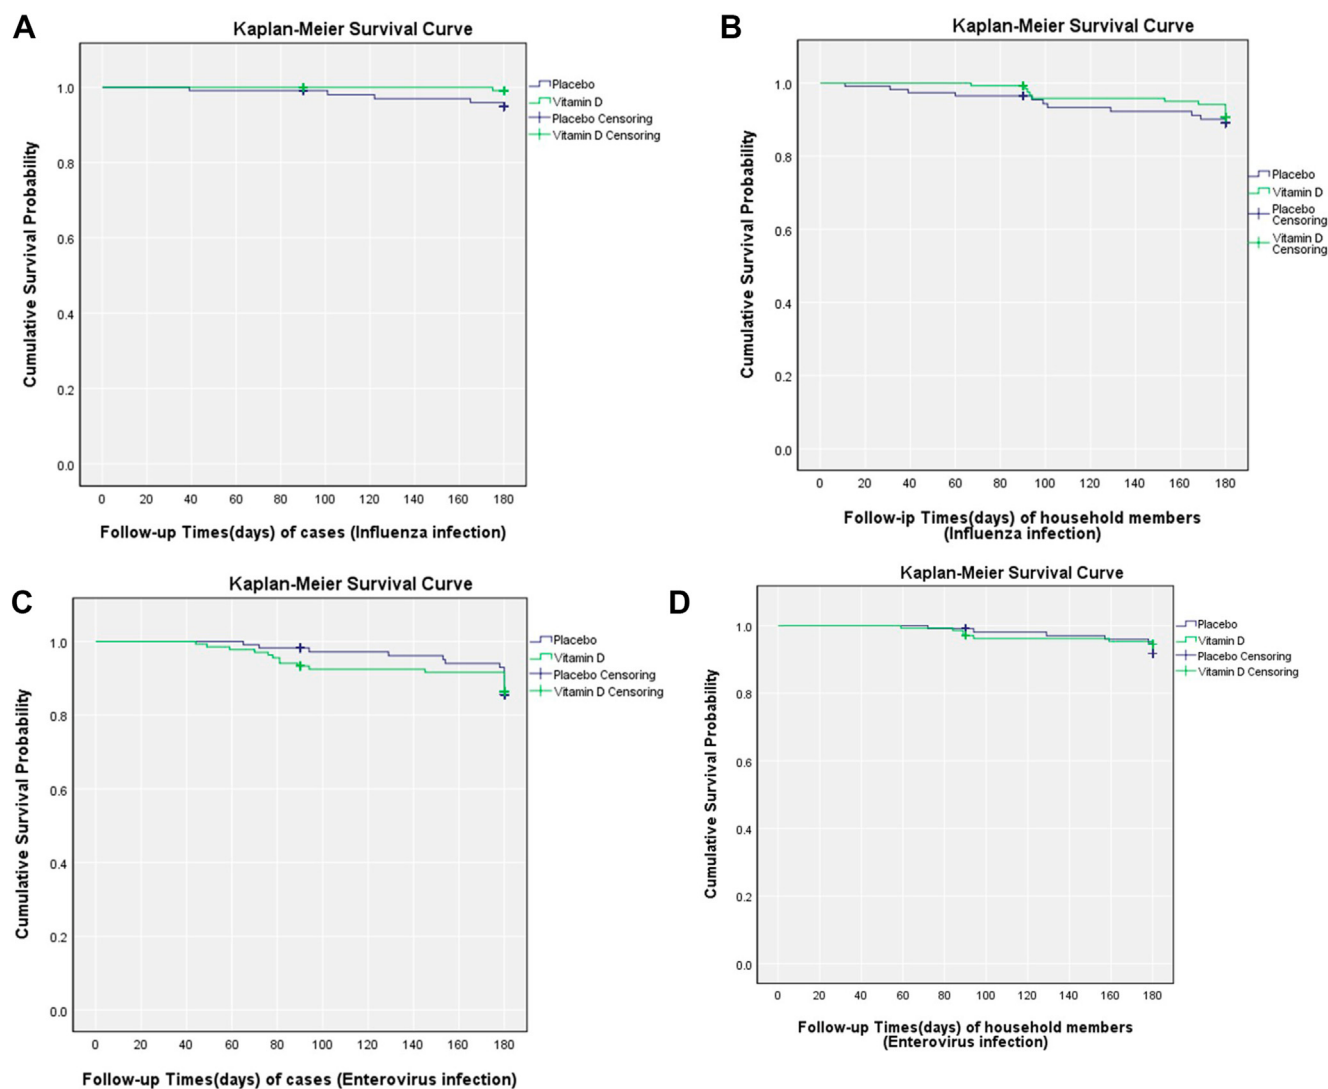 A
Kaplan-Meier Survival Curve
Cumulative Survival Probability
1.0
0.8
0.6
0.4
0.2
0.0
0 20 40 60 80 100 120 140 160 180
Follow-up Times(days) of cases (Influenza infection)
Placebo
Vitamin D
Placebo Censoring
Vitamin D Censoring
B
Kaplan-Meier Survival Curve
Cumulative Survival Probability
1.0
0.8
0.6
0.4
0.2
0.0
0 20 40 60 80 100 120 140 160 180
Follow-ip Times(days) of household members
(Influenza infection)
Placebo
Vitamin D
Placebo
Censoring
Vitamin D
Censoring
C
Kaplan-Meier Survival Curve
Cumulative Survival Probability
1.0
0.8
0.6
0.4
0.2
0.0
0 20 40 60 80 100 120 140 160 180
Follow-up Times(days) of cases (Enterovirus infection)
Placebo
Vitamin D
Placebo Censoring
Vitamin D Censoring
D
Kaplan-Meier Survival Curve
Cumulative Survival Probability
1.0
0.8
0.6
0.4
0.2
0.0
0 20 40 60 80 100 120 140 160 180
Follow-up Times(days) of household members
(Enterovirus infection)
Placebo
Vitamin D
Placebo Censoring
Vitamin D Censoring